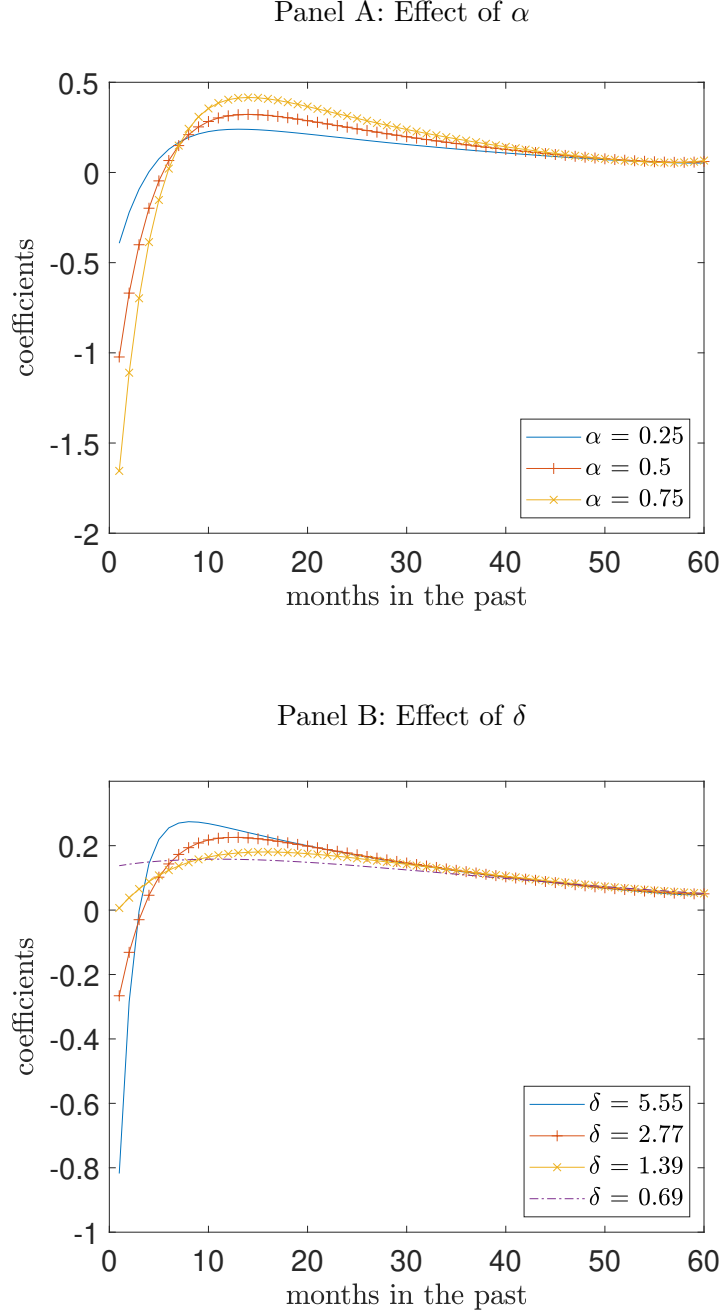 Panel A: Effect of α
0.5
0
-0.5
-1
-1.5
-2
coefficients
α = 0.25
α = 0.5
α = 0.75
0 10 20 30 40 50 60
months in the past
Panel B: Effect of δ
0.2
0
-0.2
-0.4
-0.6
-0.8
-1
coefficients
δ = 5.55
δ = 2.77
δ = 1.39
δ = 0.69
0 10 20 30 40 50 60
months in the past